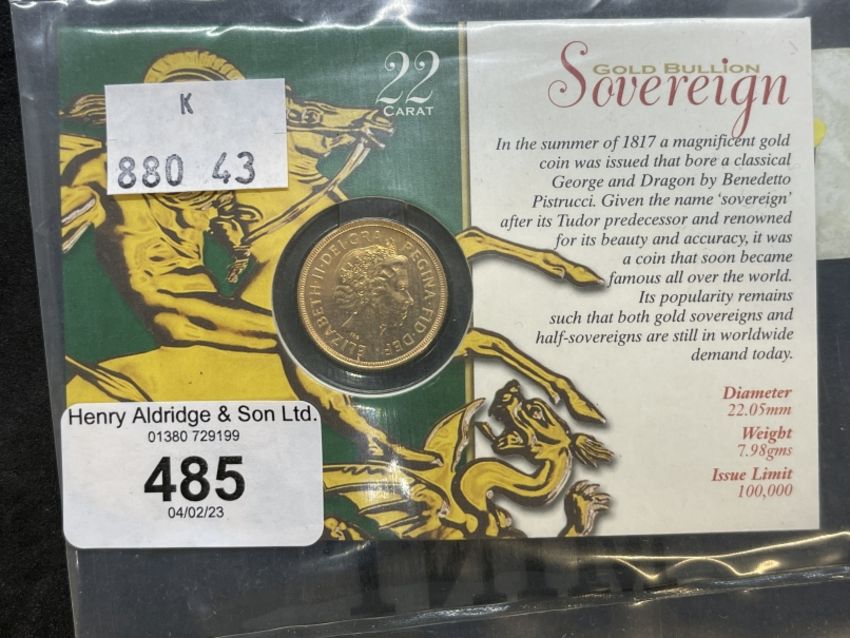 K
880 43
22
CARAT
GOLD BULLION
Sovereign
In the summer of 1817 a magnificent gold
coin was issued that bore a classical
George and Dragon by Benedetto
Pistrucci. Given the name 'sovereign'
after its Tudor predecessor and renowned
for its beauty and accuracy, it was
a coin that soon became
famous all over the world.
Its popularity remains
such that both gold sovereigns and
half-sovereigns are still in worldwide
demand today.
Diameter
22.05mm
Weight
7.98gms
Issue Limit
100,000
ELIZABETH·II·DEI·GRA REGINA·FID·DEF
Henry Aldridge & Son Ltd.
01380 729199
485
04/02/23